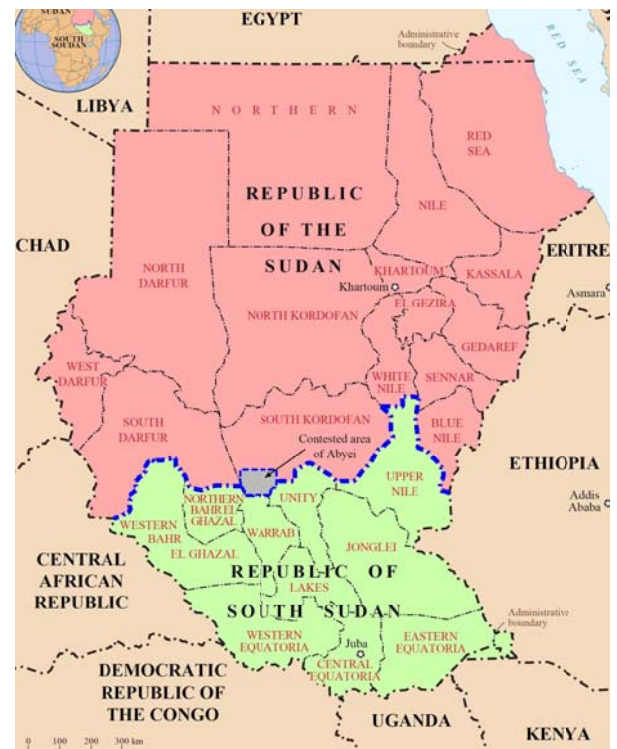 SUDAN
SOUTH
SOUDAN
EGYPT
Administrative
boundary
RED SEA
LIBYA
NORTHERN
RED
SEA
REPUBLIC
OF THE
SUDAN
NILE
CHAD
ERITRE
NORTH
DARFUR
KHARTOUM
Khartoum
KASSALA
EL GEZIRA
Asmara
NORTH KORDOFAN
GEDAREF
WEST
DARFUR
WHITE
NILE
SENNAR
SOUTH
DARFUR
SOUTH KORDOFAN
BLUE
NILE
Contested area
of Abyei
ETHIOPIA
UPPER
NILE
Addis
Ababa
NORTHERN
BAHR EL
GHAZAL
UNITY
WESTERN
BAHR
EL GHAZAL
WARRAB
JONGLEI
CENTRAL
AFRICAN
REPUBLIC
REPUBLIC OF
SOUTH SUDAN
LAKES
Administrative
boundary
WESTERN
EQUATORIA
Juba
EASTERN
EQUATORIA
CENTRAL
EQUATORIA
DEMOCRATIC
REPUBLIC OF
THE CONGO
UGANDA
KENYA
0 100 200 300 km